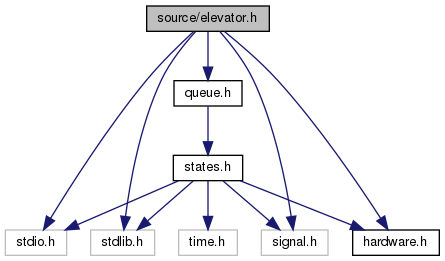 source/elevator.h
queue.h
states.h
stdio.h
stdlib.h
time.h
signal.h
hardware.h